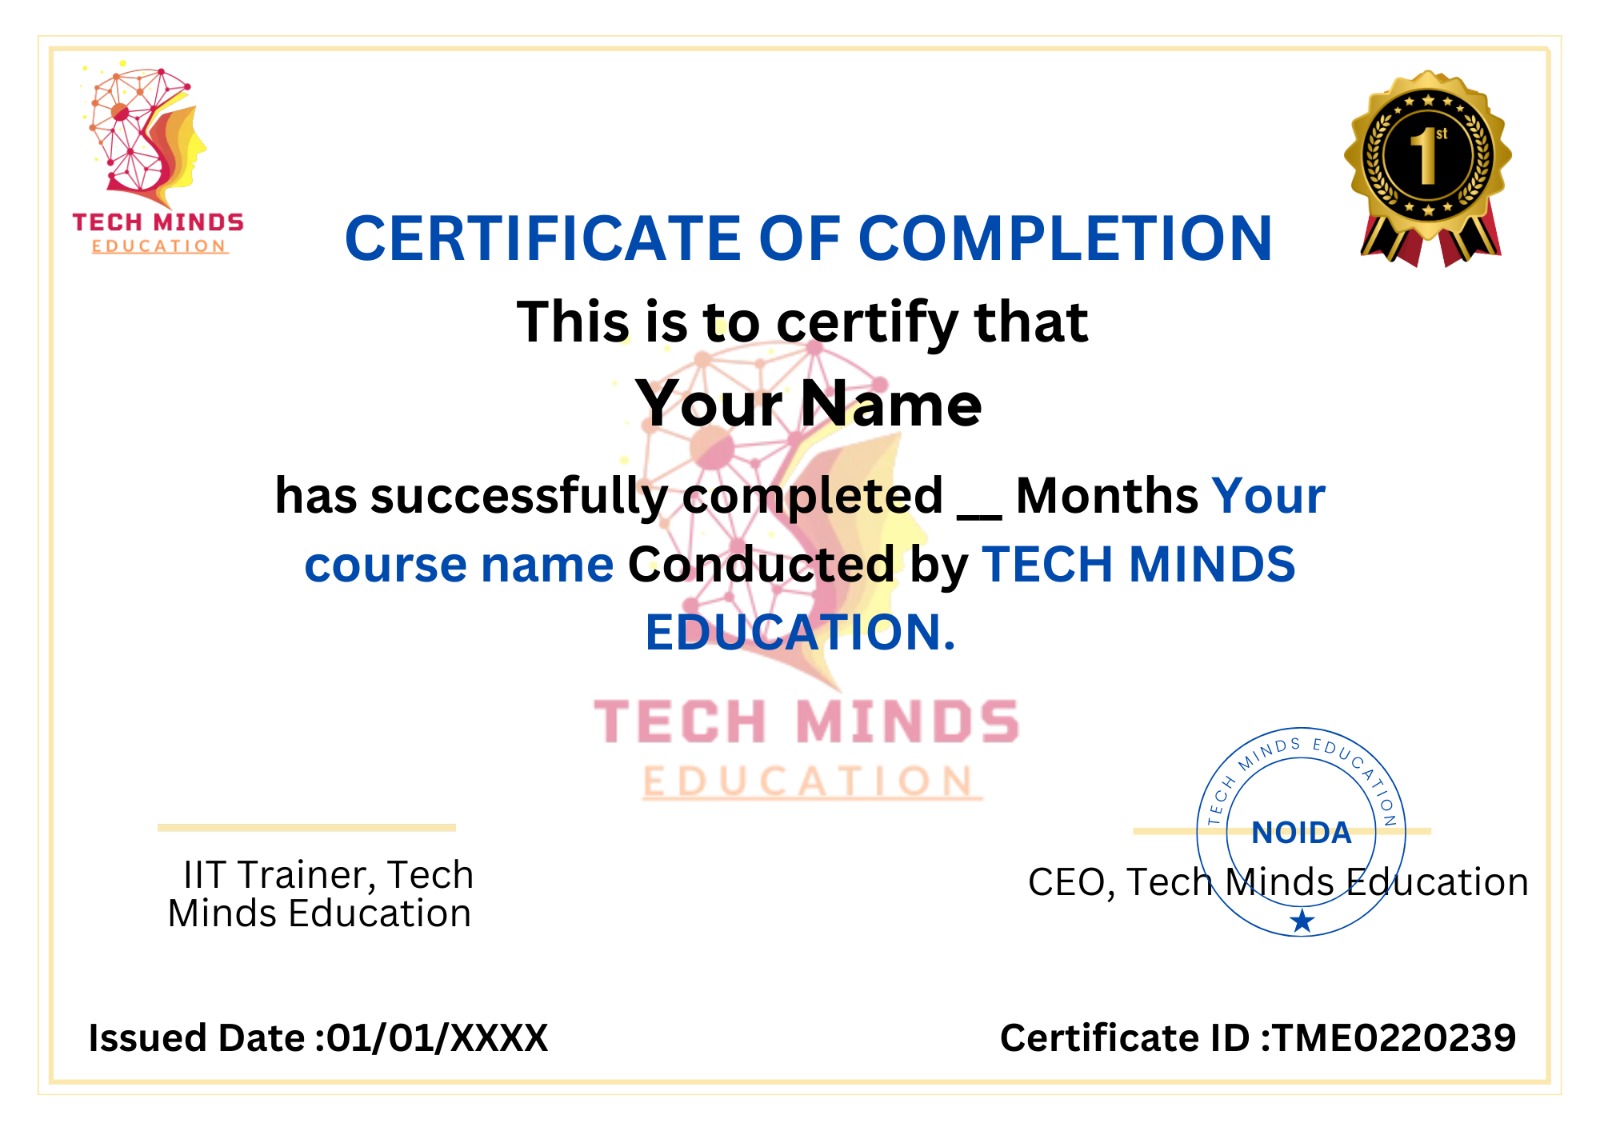 TECH MINDS
EDUCATION
1st
CERTIFICATE OF COMPLETION
This is to certify that
Your Name
has successfully completed __ Months Your
course name Conducted by TECH MINDS
EDUCATION.
TECH MINDS
EDUCATION
IIT Trainer, Tech
Minds Education
TECH MINDS EDUCATION
NOIDA
CEO, Tech Minds Education
Issued Date :01/01/XXXX
Certificate ID :TME0220239